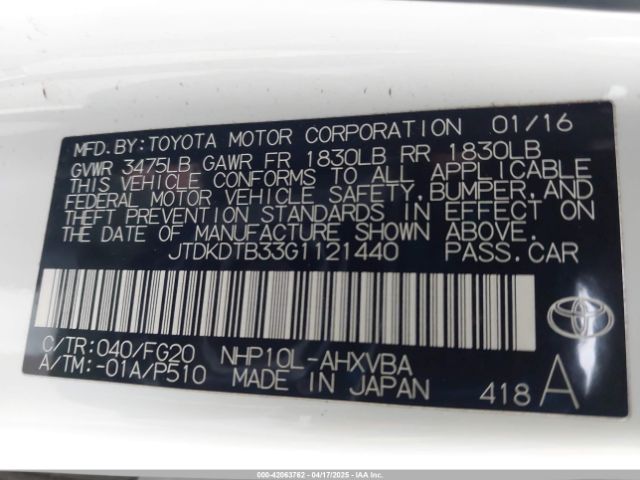 MFD.BY:TOYOTA MOTOR CORPORATION 01/16
GVWR 3475LB GAWR FR 1830LB RR 1830LB
THIS VEHICLE CONFORMS TO ALL APPLICABLE
FEDERAL MOTOR VEHICLE SAFETY,BUMPER,AND
THEFT PREVENTION STANDARDS IN EFFECT ON
THE DATE OF MANUFACTURE SHOWN ABOVE.
JTDKDTB33G1121440 PASS.CAR
C/TR:040/FG20 NHP10L-AHXVBA
A/TM:-01A/P510 MADE IN JAPAN 418 A
000-42063762 04/17/2025 IAA Inc.